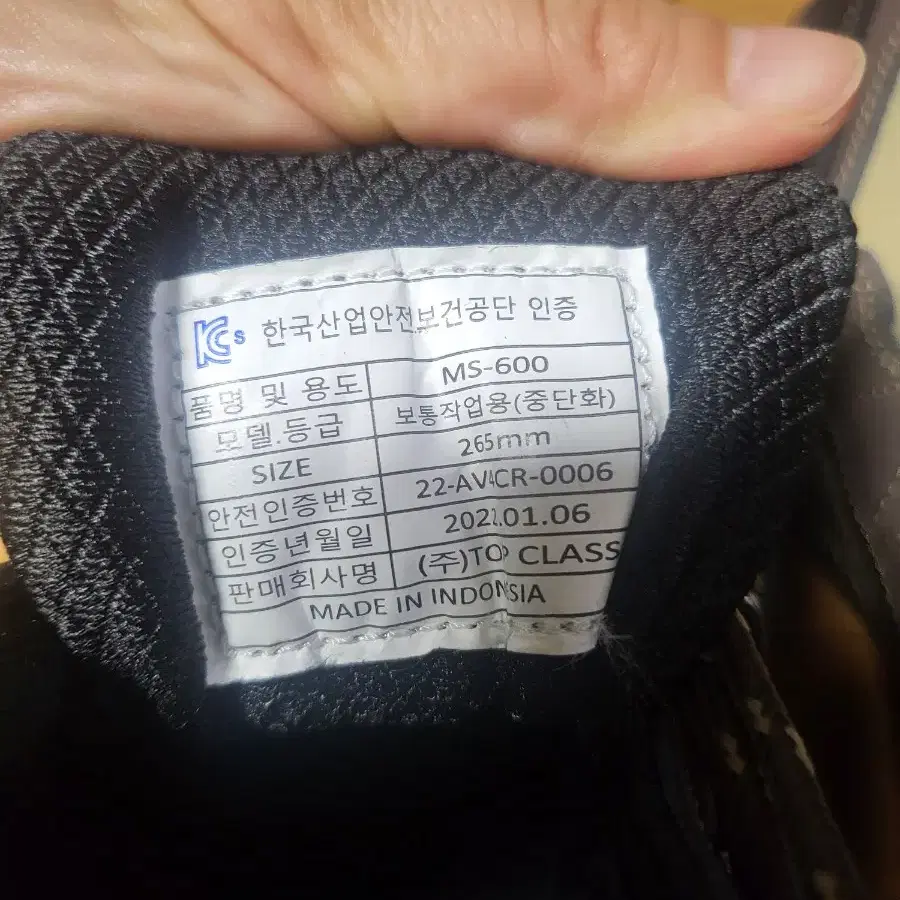 KCs 한국산업안전보건공단 인증
품명 및 용도 MS-600
모델.등급 보통작업용(중단화)
SIZE 265mm
안전인증번호 22-AV4CR-0006
인증년월일 2022.01.06
판매회사명 (주)TOP CLASS
MADE IN INDONESIA